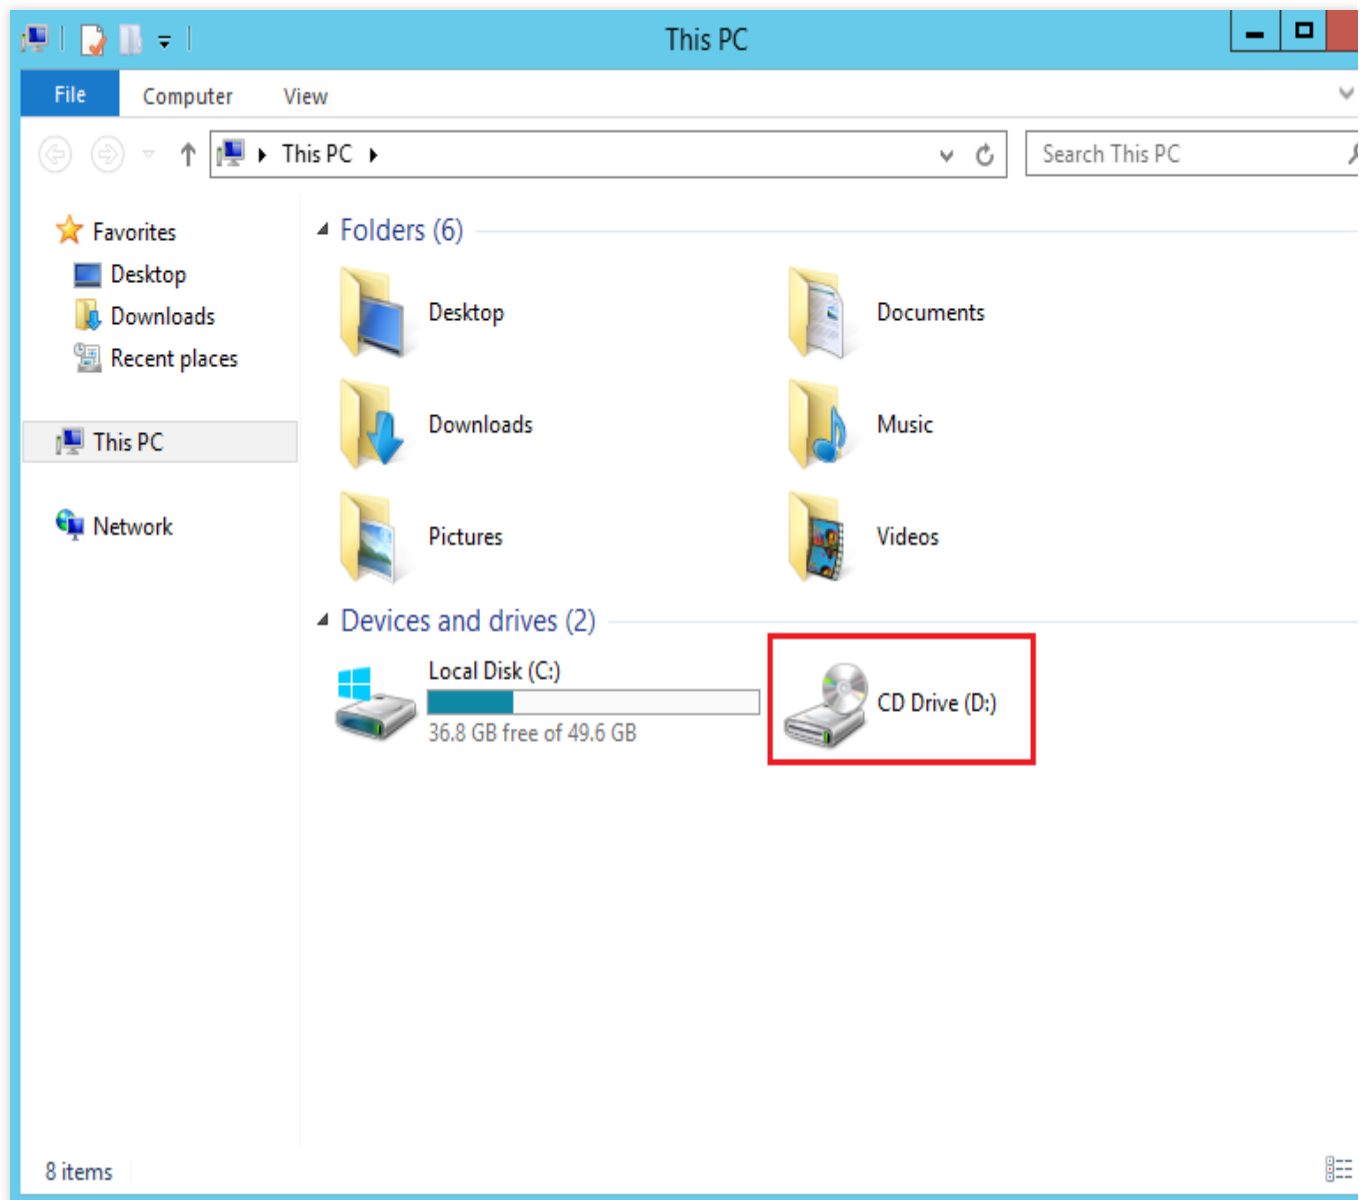 This PC
File Computer View
This PC
Search This PC
Favorites
Desktop
Downloads
Recent places
This PC
Network
Folders (6)
Desktop
Documents
Downloads
Music
Pictures
Videos
Devices and drives (2)
Local Disk (C:)
36.8 GB free of 49.6 GB
CD Drive (D:)
8 items